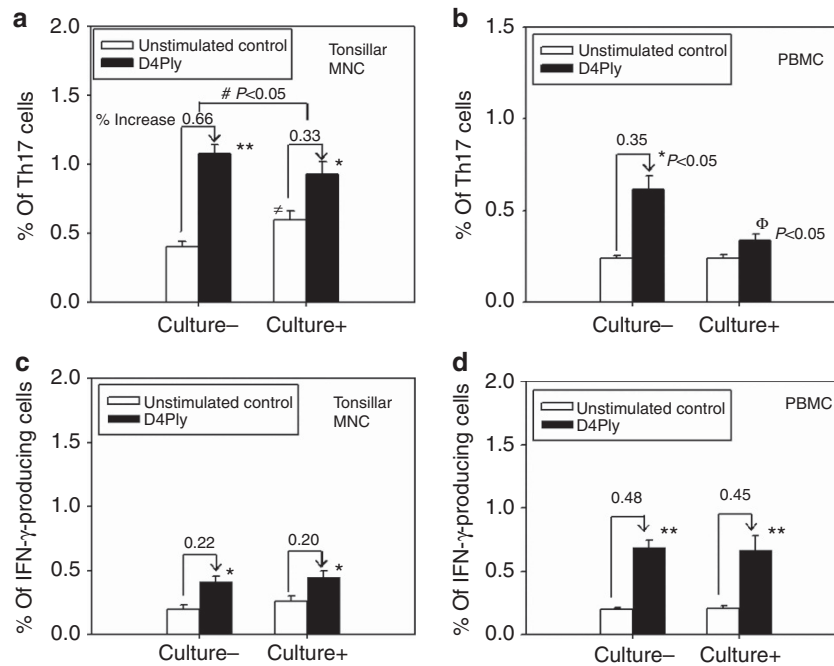 a
% Of Th17 cells
2.0
1.5
1.0
0.5
0.0
Unstimulated control
D4Ply
Tonsillar
MNC
# P<0.05
% Increase 0.66
0.33
**
*
≠
Culture– Culture+
b
% Of Th17 cells
1.5
1.0
0.5
0.0
Unstimulated control
D4Ply
PBMC
0.35
* P<0.05
Φ
P<0.05
Culture– Culture+
c
% Of IFN-γ-producing cells
2.0
1.5
1.0
0.5
0.0
Unstimulated control
D4Ply
Tonsillar
MNC
0.22
0.20
*
*
Culture– Culture+
d
% Of IFN-γ-producing cells
2.0
1.5
1.0
0.5
0.0
Unstimulated control
D4Ply
PBMC
0.48
0.45
**
**
Culture– Culture+